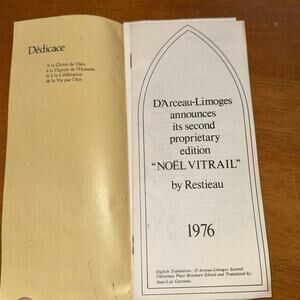 Dédicace
A la Gloire de Dieu,
à la Dignité de l'Homme
et à la Célébration
de la Vie par l'Art
D'Arceau-Limoges
announces
its second
proprietary
edition
"NOËL VITRAIL"
by Restieau
1976
English Translation: D'Arceau-Limoges Second
Christmas Plate Brochure Edited and Translated by:
Jean-Luc Garneau